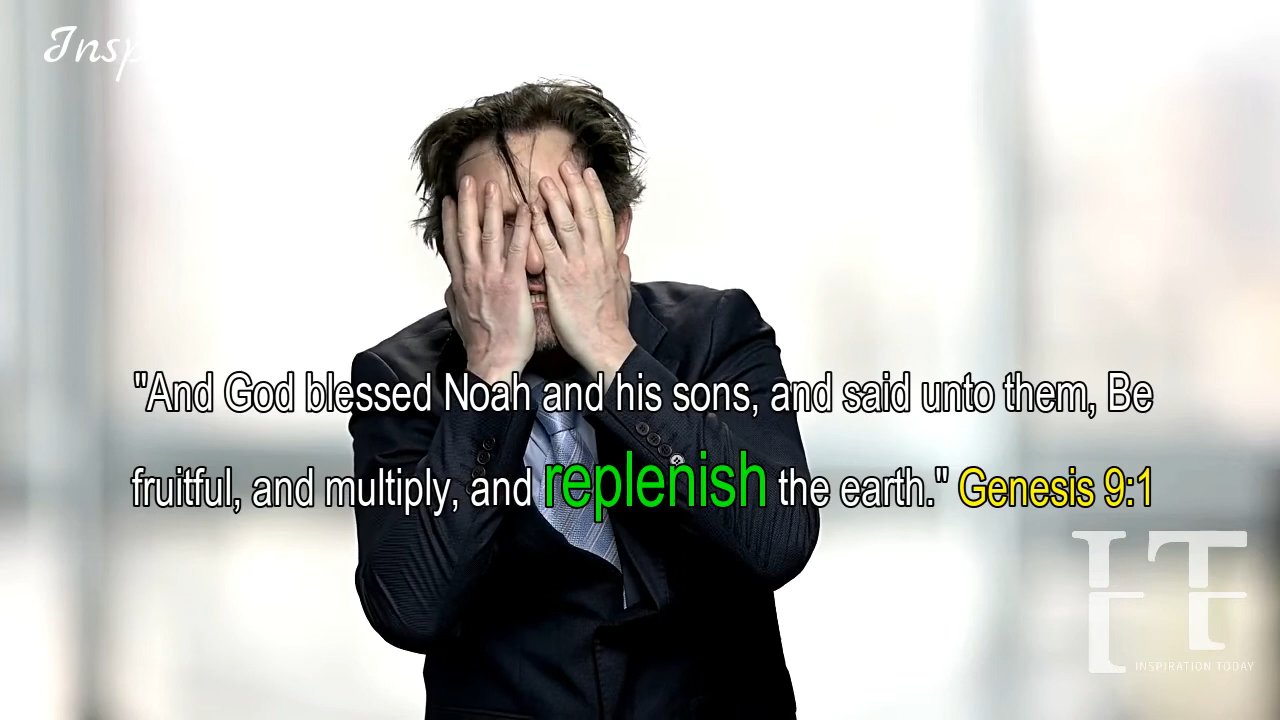 "And God blessed Noah and his sons, and said unto them, Be
fruitful, and multiply, and replenish the earth." Genesis 9:1
IT
INSPIRATION TODAY